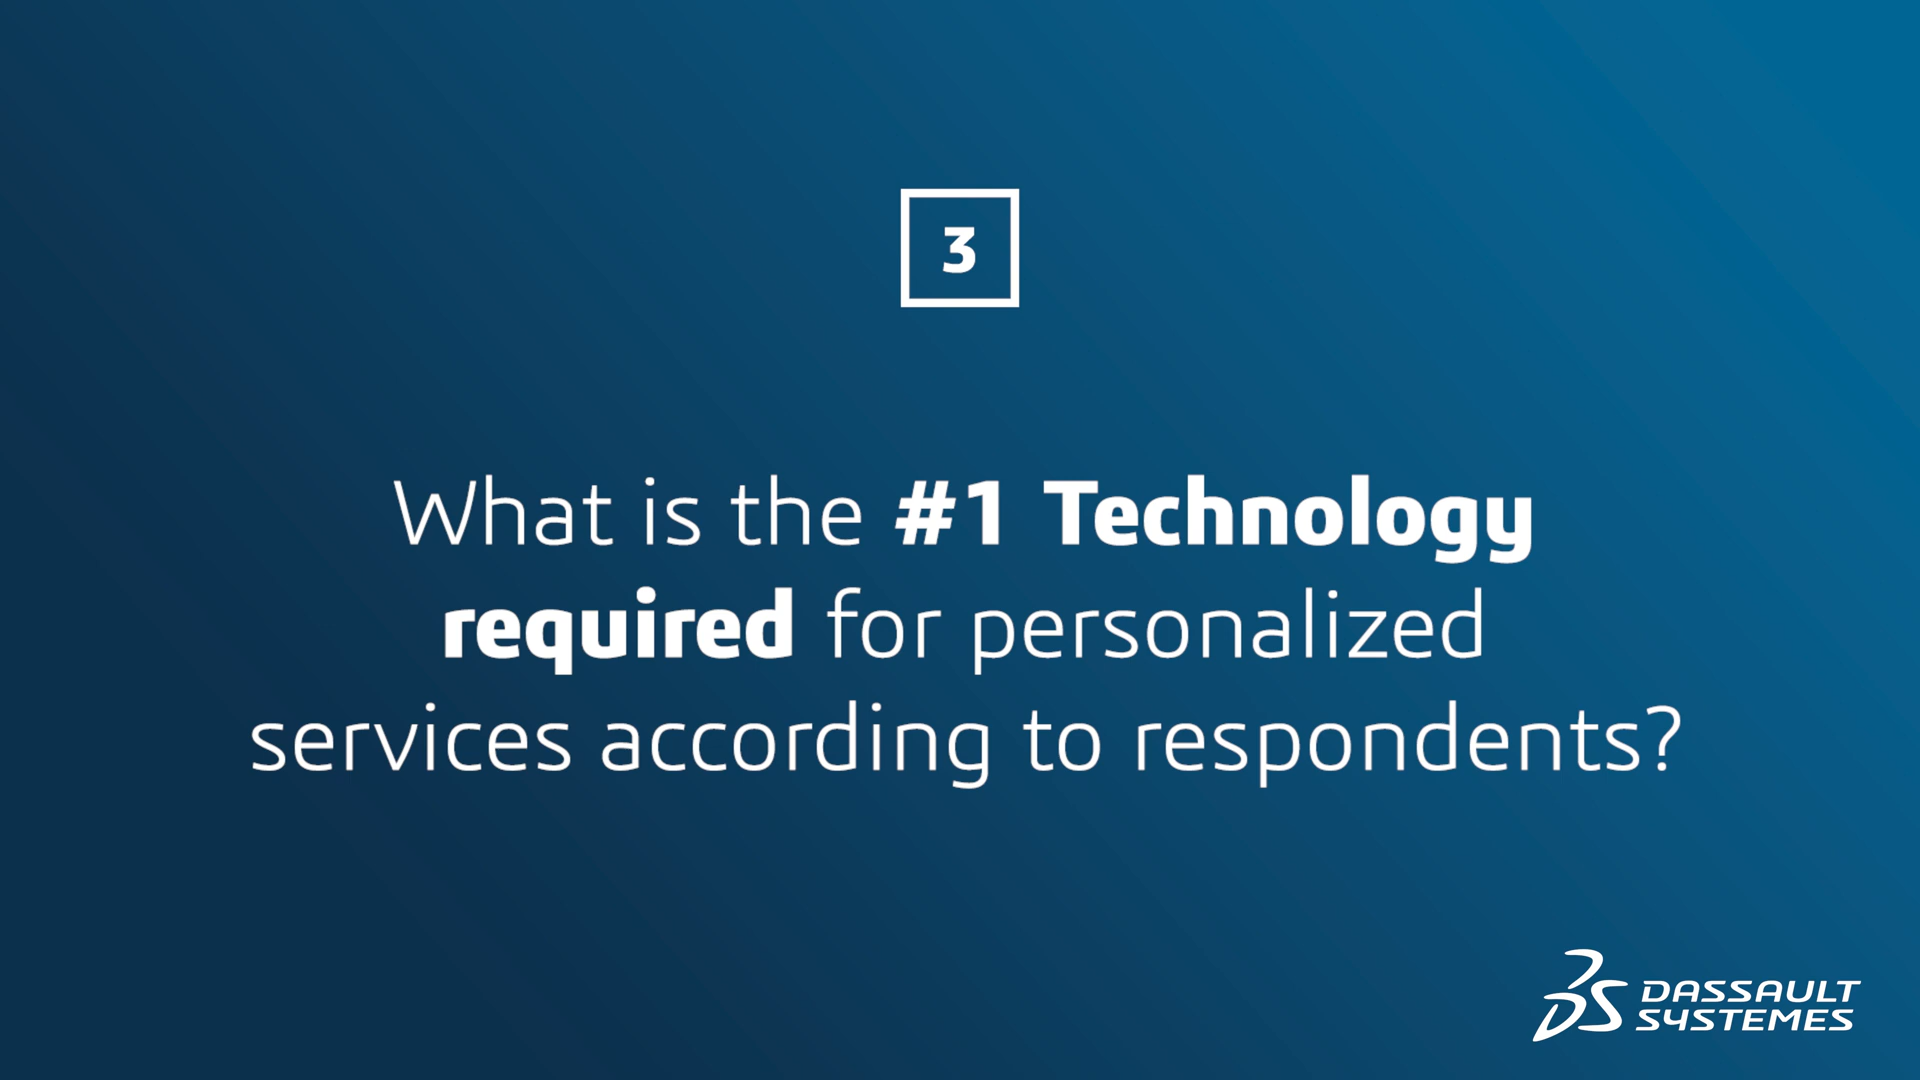 3
What is the #1 Technology
required for personalized
services according to respondents?
DASSAULT
SYSTEMES